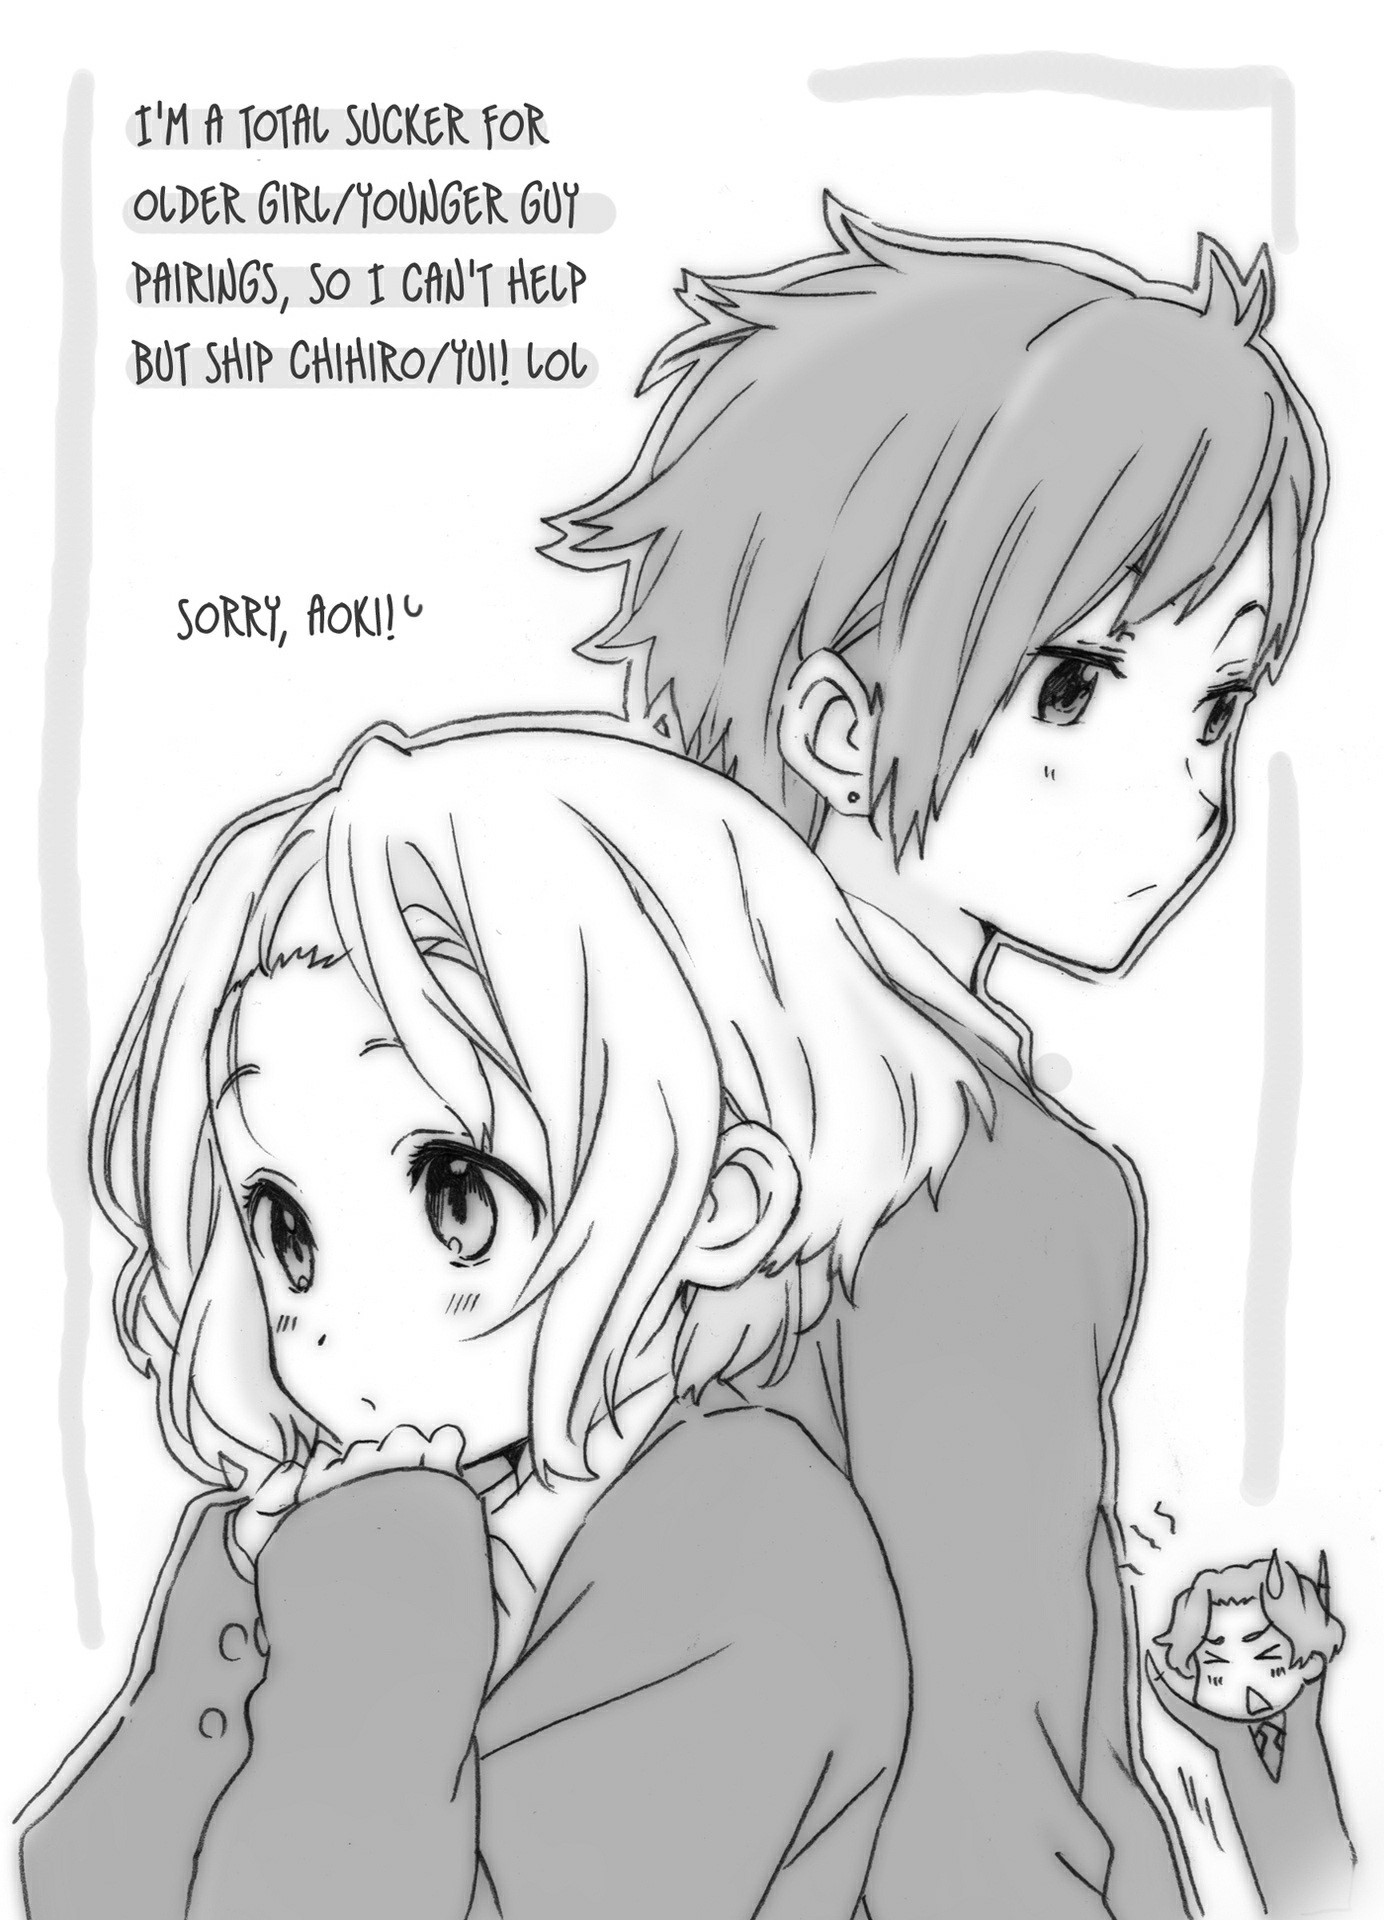 I'M A TOTAL SUCKER FOR
OLDER GIRL/YOUNGER GUY
PAIRINGS, SO I CAN'T HELP
BUT SHIP CHIHIRO/YUI! LOL
SORRY, AOKI!